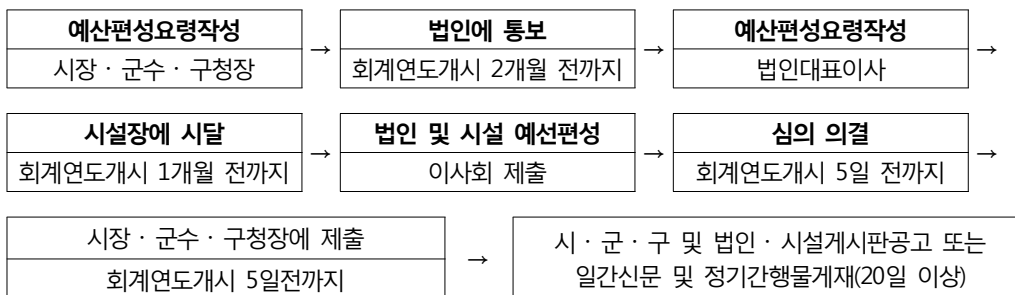 예산편성요령작성
시장 · 군수 · 구청장
→
법인에 통보
회계연도개시 2개월 전까지
→
예산편성요령작성
법인대표이사
→
시설장에 시달
회계연도개시 1개월 전까지
→
법인 및 시설 예선편성
이사회 제출
→
심의 의결
회계연도개시 5일 전까지
→
시장 · 군수 · 구청장에 제출
회계연도개시 5일전까지
→
시 · 군 · 구 및 법인 · 시설게시판공고 또는
일간신문 및 정기간행물게재(20일 이상)